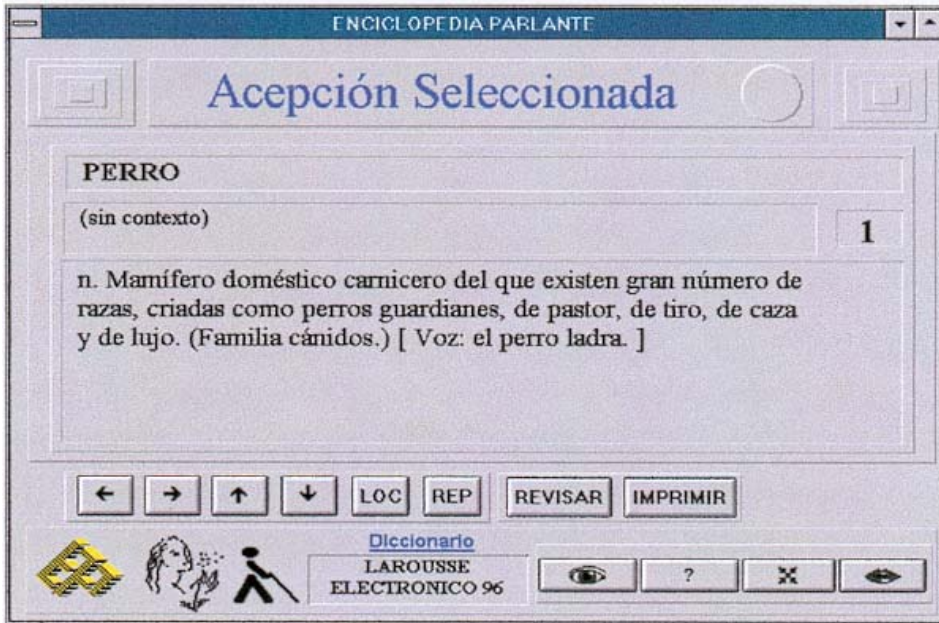 ENCICLOPEDIA PARLANTE
Acepción Seleccionada
PERRO
(sin contexto)
1
n. Mamífero doméstico carnicero del que existen gran número de
razas, criadas como perros guardianes, de pastor, de tiro, de caza
y de lujo. (Familia cánidos.) [ Voz: el perro ladra. ]
LOC REP REVISAR IMPRIMIR
Diccionario
LAROUSSE
ELECTRONICO 96
?